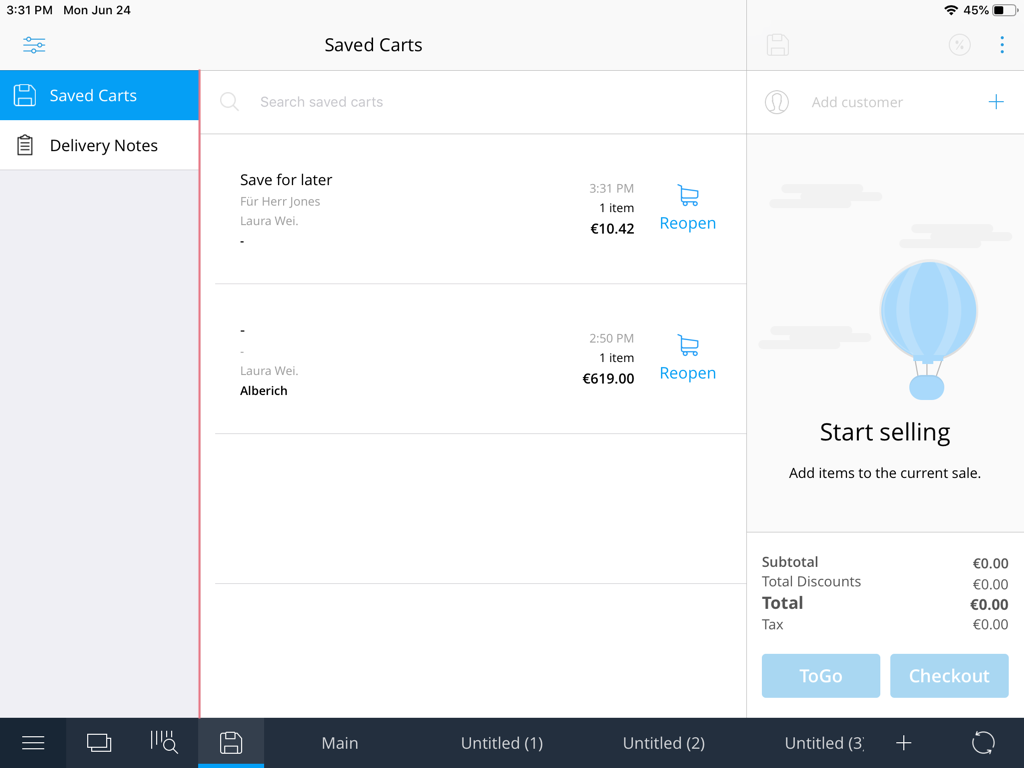 3:31 PM Mon Jun 24
45%
Saved Carts
Saved Carts
Delivery Notes
Search saved carts
Save for later
Für Herr Jones
Laura Wei.
-
3:31 PM
1 item
€10.42
Reopen
-
-
Laura Wei.
Alberich
2:50 PM
1 item
€619.00
Reopen
Add customer
Start selling
Add items to the current sale.
Subtotal €0.00
Total Discounts €0.00
Total €0.00
Tax €0.00
ToGo Checkout
Main Untitled (1) Untitled (2) Untitled (3)